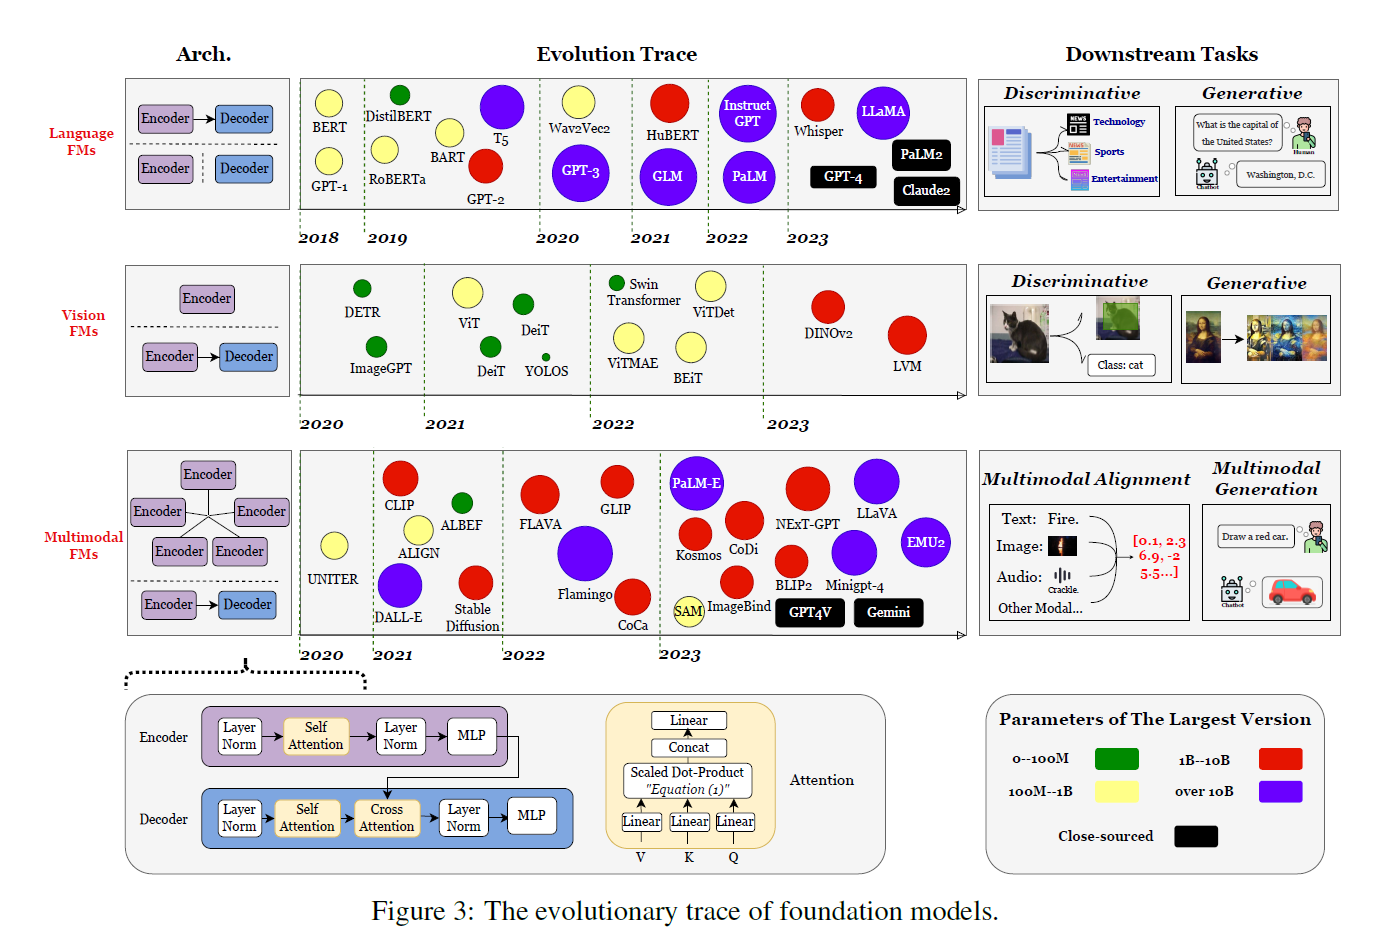 Arch.
Evolution Trace
Downstream Tasks
Language
FMs
Encoder
Decoder
Encoder
Decoder
BERT
GPT-1
DistilBERT
RoBERTa
BART
T5
GPT-2
Wav2Vec2
GPT-3
HuBERT
GLM
Instruct
GPT
PaLM
Whisper
LLaMA
GPT-4
PaLM2
Claude2
2018
2019
2020
2021
2022
2023
Discriminative
NEWS
Technology
Sports
Entertainment
Generative
What is the capital of
the United States?
Human
Chatbot
Washington, D.C.
Vision
FMs
Encoder
Encoder
Decoder
DETR
ImageGPT
ViT
DeiT
DeiT
YOLOS
Swin
Transformer
ViTDet
ViTMAE
BEiT
DINOv2
LVM
2020
2021
2022
2023
Discriminative
Class: cat
Generative
Multimodal
FMs
Encoder
Encoder
Encoder
Encoder
Encoder
Encoder
Decoder
UNITER
CLIP
ALBEF
ALIGN
DALL-E
Stable
Diffusion
FLAVA
GLIP
Flamingo
CoCa
PaLM-E
NExT-GPT
LLaVA
Kosmos
CoDi
EMU2
BLIP2
Minigpt-4
SAM
ImageBind
GPT4V
Gemini
2020
2021
2022
2023
Multimodal Alignment
Text: Fire.
Image:
Audio:
Crackle.
Other Modal...
[0.1, 2.3
6.9, -2
5.5...]
Multimodal
Generation
Draw a red car.
Chatbot
Encoder
Layer
Norm
Self
Attention
Layer
Norm
MLP
Decoder
Layer
Norm
Self
Attention
Cross
Attention
Layer
Norm
MLP
Linear
Concat
Scaled Dot-Product
"Equation (1)"
Linear
Linear
Linear
V
K
Q
Attention
Parameters of The Largest Version
0--100M
1B--10B
100M--1B
over 10B
Close-sourced
Figure 3: The evolutionary trace of foundation models.